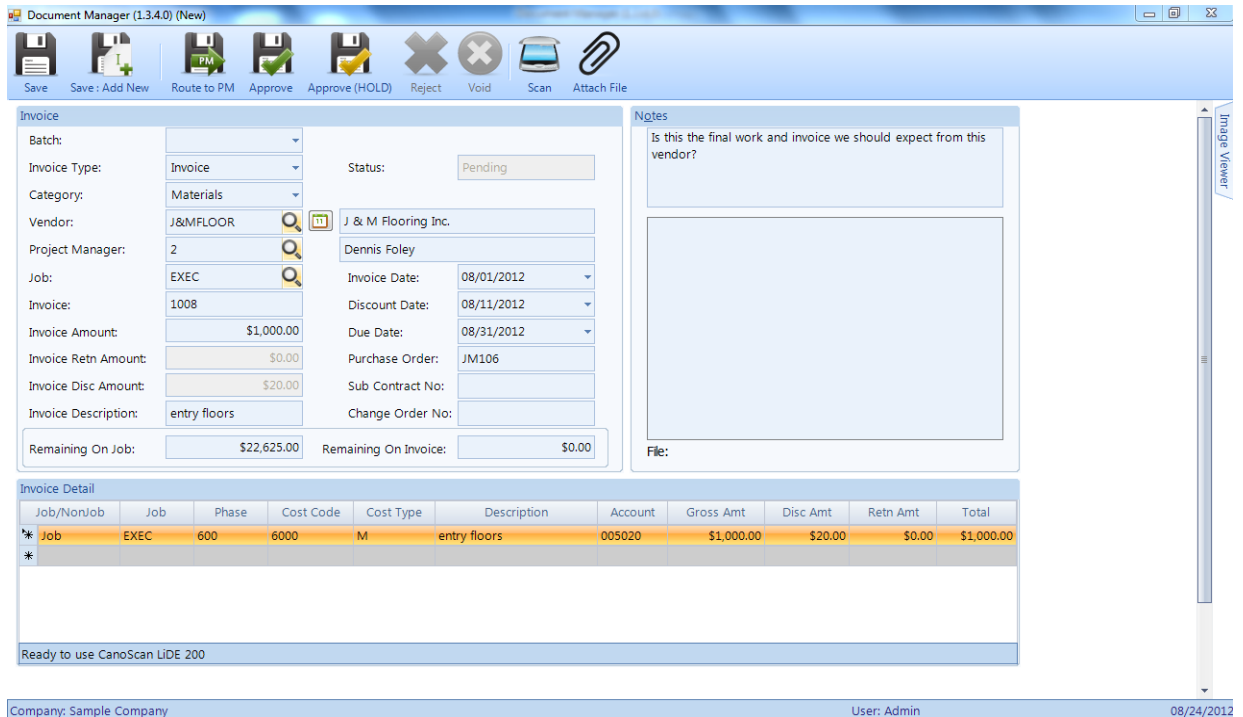 Document Manager (1.3.4.0) (New)
PM
Save Save : Add New Route to PM Approve Approve (HOLD) Reject Void Scan Attach File
Invoice
Batch:
Invoice Type: Invoice Status: Pending
Category: Materials
Vendor: J&MFLOOR 11 J & M Flooring Inc.
Project Manager: 2 Dennis Foley
Job: EXEC Invoice Date: 08/01/2012
Invoice: 1008 Discount Date: 08/11/2012
Invoice Amount: $1,000.00 Due Date: 08/31/2012
Invoice Retn Amount: $0.00 Purchase Order: JM106
Invoice Disc Amount: $20.00 Sub Contract No:
Invoice Description: entry floors Change Order No:
Remaining On Job: $22,625.00 Remaining On Invoice: $0.00
Notes
Is this the final work and invoice we should expect from this
vendor?
File:
Image Viewer
Invoice Detail
Job/NonJob Job Phase Cost Code Cost Type Description Account Gross Amt Disc Amt Retn Amt Total
Job EXEC 600 6000 M entry floors 005020 $1,000.00 $20.00 $0.00 $1,000.00
Ready to use CanoScan LiDE 200
Company: Sample Company User: Admin 08/24/2012